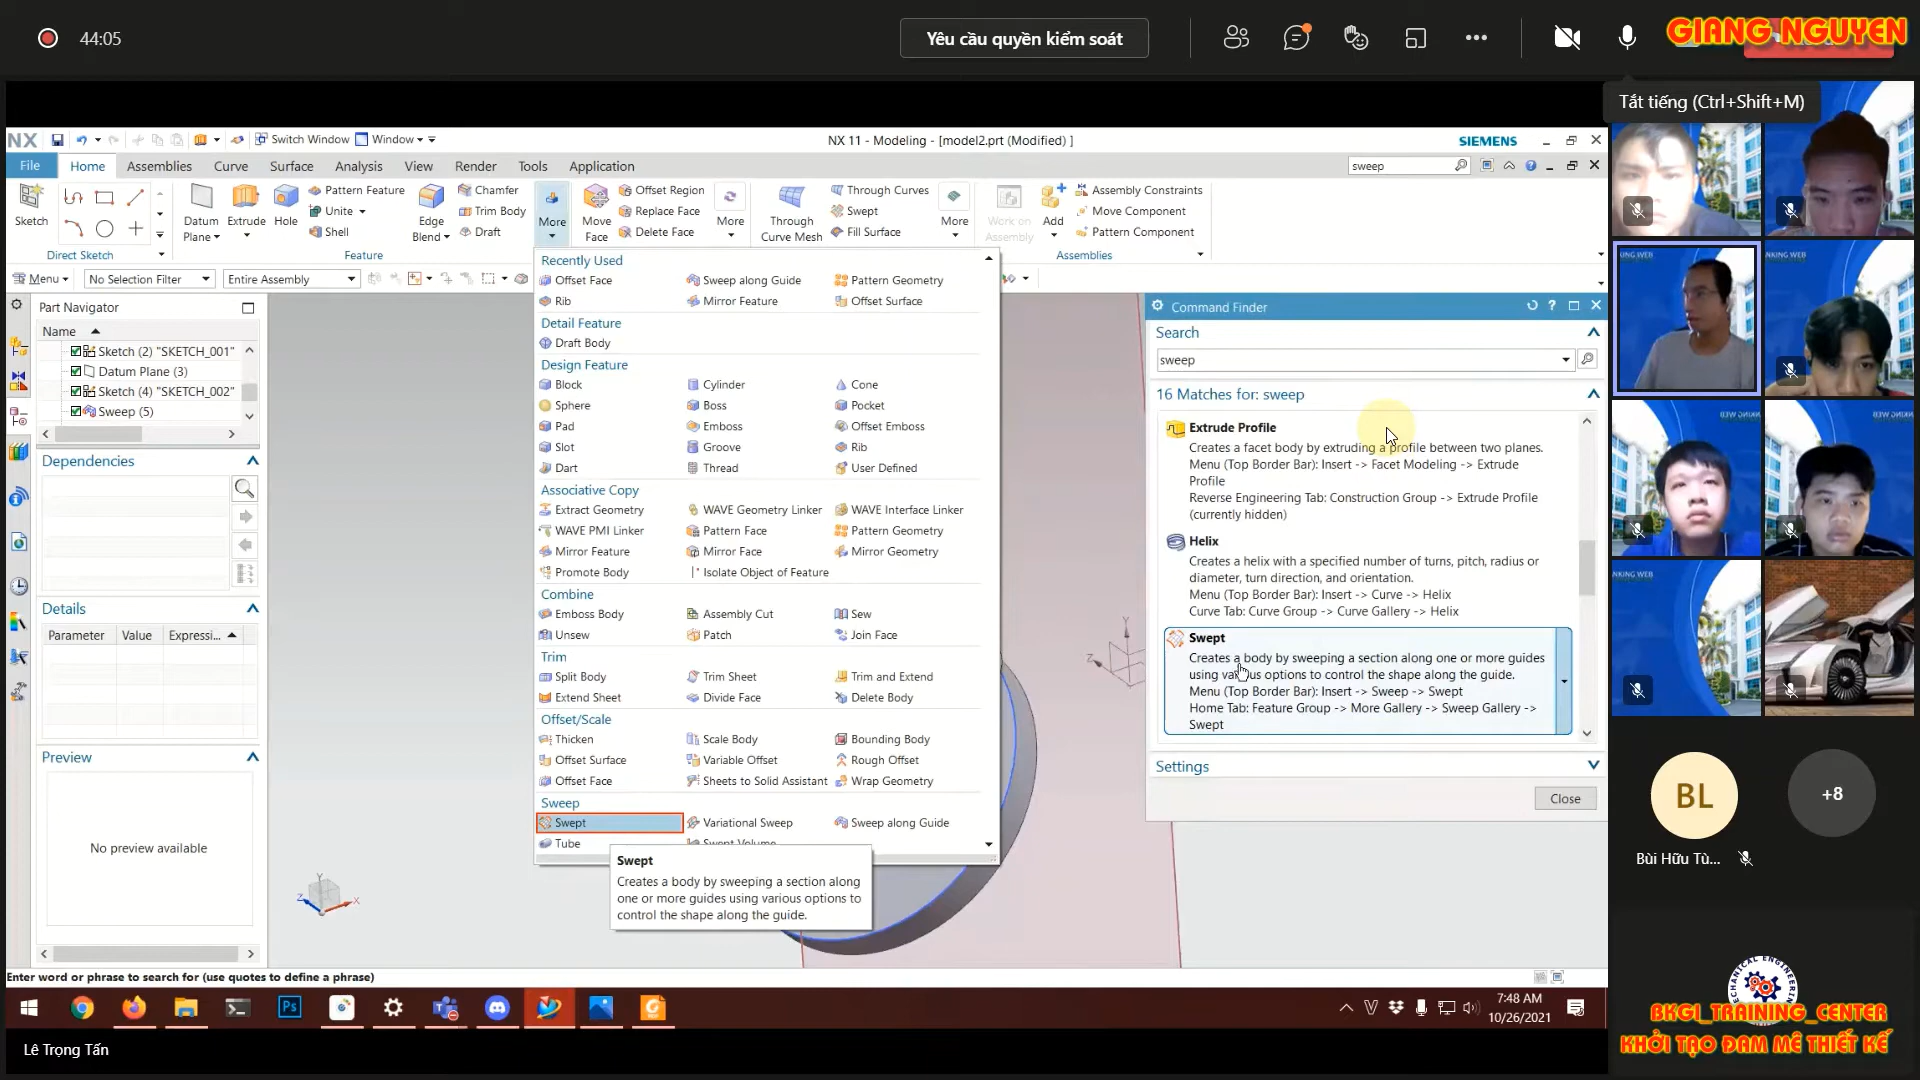 44:05
Yêu cầu quyền kiểm soát
GIANG NGUYEN
Tắt tiếng (Ctrl+Shift+M)
NX
Switch Window
Window
NX 11 - Modeling - [model2.prt (Modified) ]
SIEMENS
File
Home
Assemblies
Curve
Surface
Analysis
View
Render
Tools
Application
sweep
Sketch
Direct Sketch
Datum Plane
Extrude
Hole
Pattern Feature
Unite
Shell
Feature
Edge Blend
Chamfer
Trim Body
Draft
More
Move Face
Offset Region
Replace Face
Delete Face
More
Through Curve Mesh
Through Curves
Swept
Fill Surface
More
Work on Assembly
Add
Assembly Constraints
Move Component
Pattern Component
Assemblies
Menu
No Selection Filter
Entire Assembly
Part Navigator
Name
Sketch (2) "SKETCH_001"
Datum Plane (3)
Sketch (4) "SKETCH_002"
Sweep (5)
Dependencies
Details
Parameter
Value
Expressi...
Preview
No preview available
Recently Used
Offset Face
Sweep along Guide
Pattern Geometry
Rib
Mirror Feature
Offset Surface
Detail Feature
Draft Body
Design Feature
Block
Cylinder
Cone
Sphere
Boss
Pocket
Pad
Emboss
Offset Emboss
Slot
Groove
Rib
Dart
Thread
User Defined
Associative Copy
Extract Geometry
WAVE Geometry Linker
WAVE Interface Linker
WAVE PMI Linker
Pattern Face
Pattern Geometry
Mirror Feature
Mirror Face
Mirror Geometry
Promote Body
Isolate Object of Feature
Combine
Emboss Body
Assembly Cut
Sew
Unsew
Patch
Join Face
Trim
Split Body
Trim Sheet
Trim and Extend
Extend Sheet
Divide Face
Delete Body
Offset/Scale
Thicken
Scale Body
Bounding Body
Offset Surface
Variable Offset
Rough Offset
Offset Face
Sheets to Solid Assistant
Wrap Geometry
Sweep
Swept
Variational Sweep
Sweep along Guide
Tube
Swept Volume
Swept
Creates a body by sweeping a section along
one or more guides using various options to
control the shape along the guide.
Command Finder
Search
sweep
16 Matches for: sweep
Extrude Profile
Creates a facet body by extruding a profile between two planes.
Menu (Top Border Bar): Insert -> Facet Modeling -> Extrude
Profile
Reverse Engineering Tab: Construction Group -> Extrude Profile
(currently hidden)
Helix
Creates a helix with a specified number of turns, pitch, radius or
diameter, turn direction, and orientation.
Menu (Top Border Bar): Insert -> Curve -> Helix
Curve Tab: Curve Group -> Curve Gallery -> Helix
Swept
Creates a body by sweeping a section along one or more guides
using various options to control the shape along the guide.
Menu (Top Border Bar): Insert -> Sweep -> Swept
Home Tab: Feature Group -> More Gallery -> Sweep Gallery ->
Swept
Settings
Close
Y
Z
Y
Z
X
Enter word or phrase to search for (use quotes to define a phrase)
7:48 AM
10/26/2021
Lê Trọng Tấn
BL
+8
Bùi Hữu Tù...
BKGI_TRAINING_CENTER
KHỞI TẠO ĐAM MÊ THIẾT KẾ